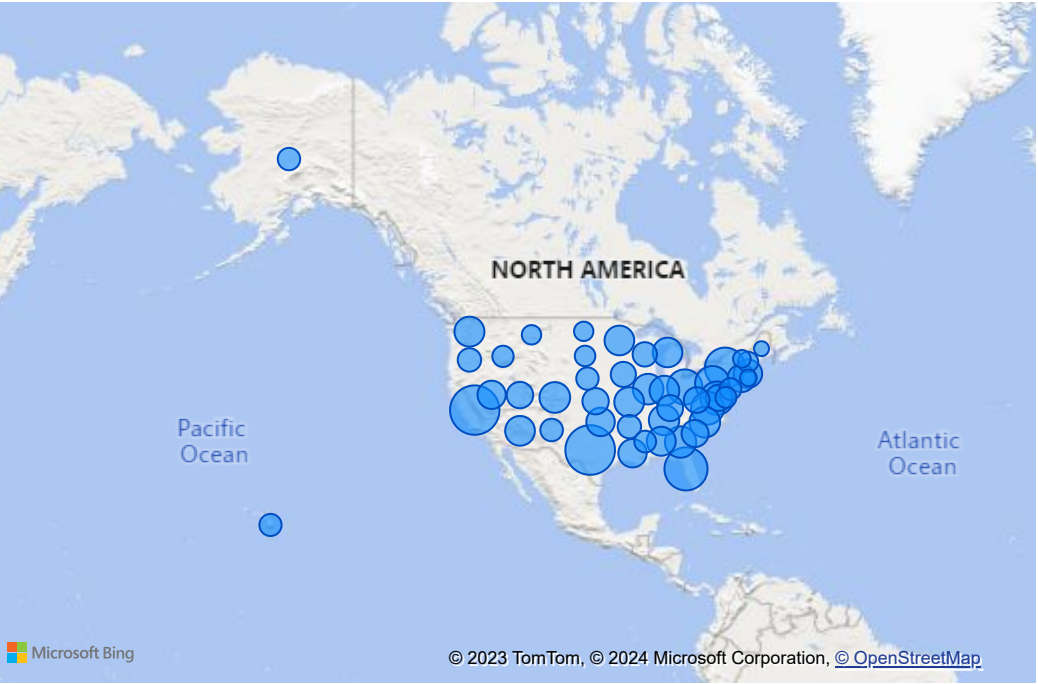 NORTH AMERICA
Pacific
Ocean
Atlantic
Ocean
Microsoft Bing
© 2023 TomTom, © 2024 Microsoft Corporation, © OpenStreetMap